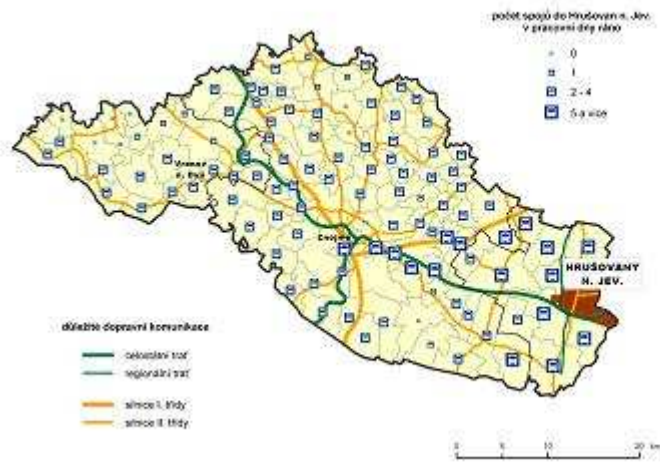 počet spojů do Hrušovan n. Jev.
v pracovní dny ráno
0
1
2 - 4
5 a více
Vranov
n. Dyjí
Znojmo
HRUŠOVANY
N. JEV.
důležité dopravní komunikace
celostátní trať
regionální trať
silnice I. třídy
silnice II. třídy
0 5 10 20 km